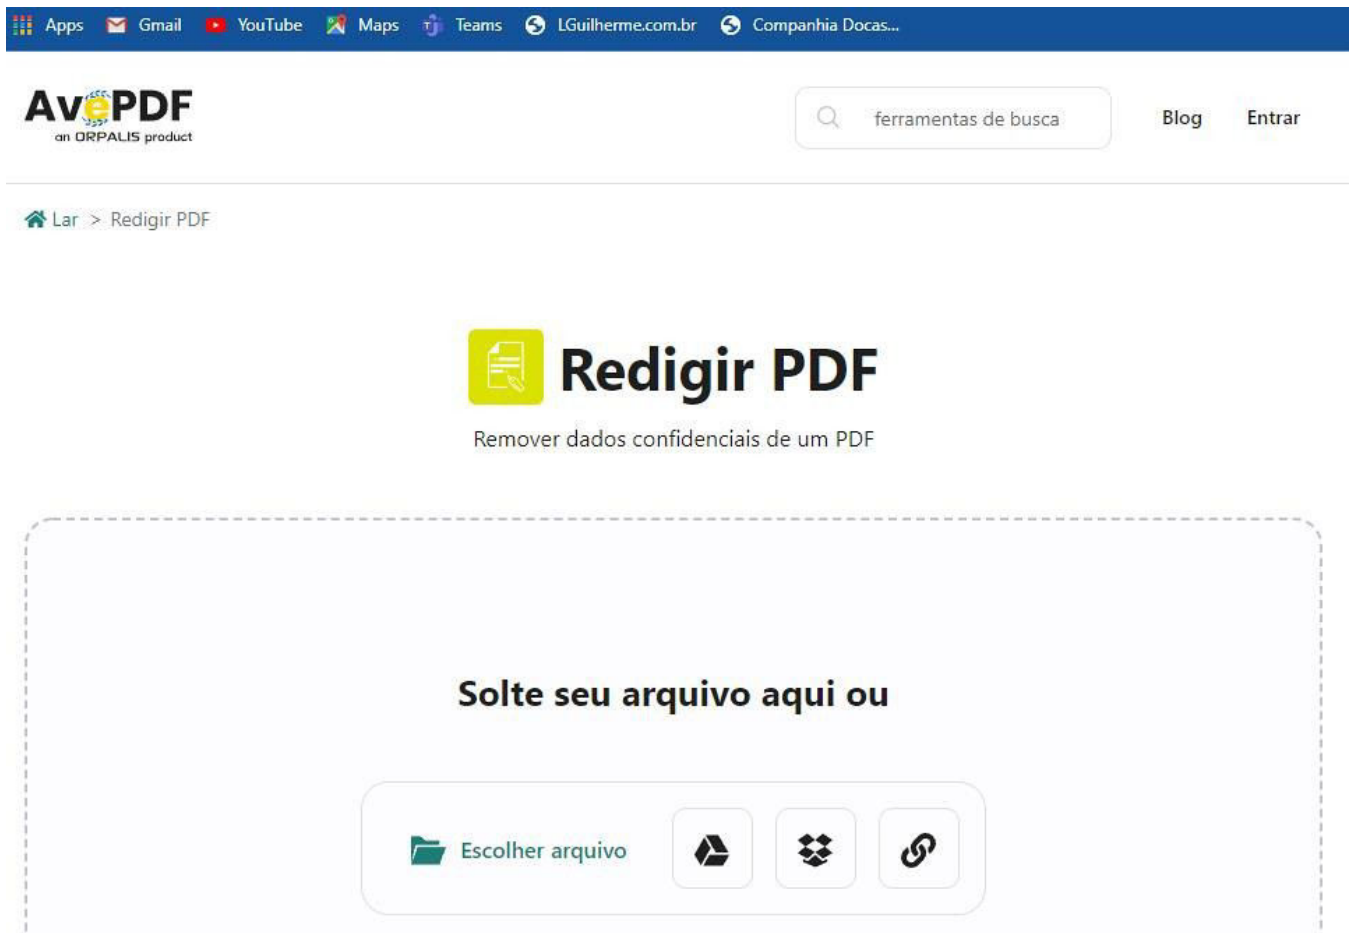 Apps Gmail YouTube Maps Teams LGuilherme.com.br Companhia Docas...
AvePDF
an ORPALIS product
ferramentas de busca
Blog Entrar
Lar > Redigir PDF
Redigir PDF
Remover dados confidenciais de um PDF
Solte seu arquivo aqui ou
Escolher arquivo